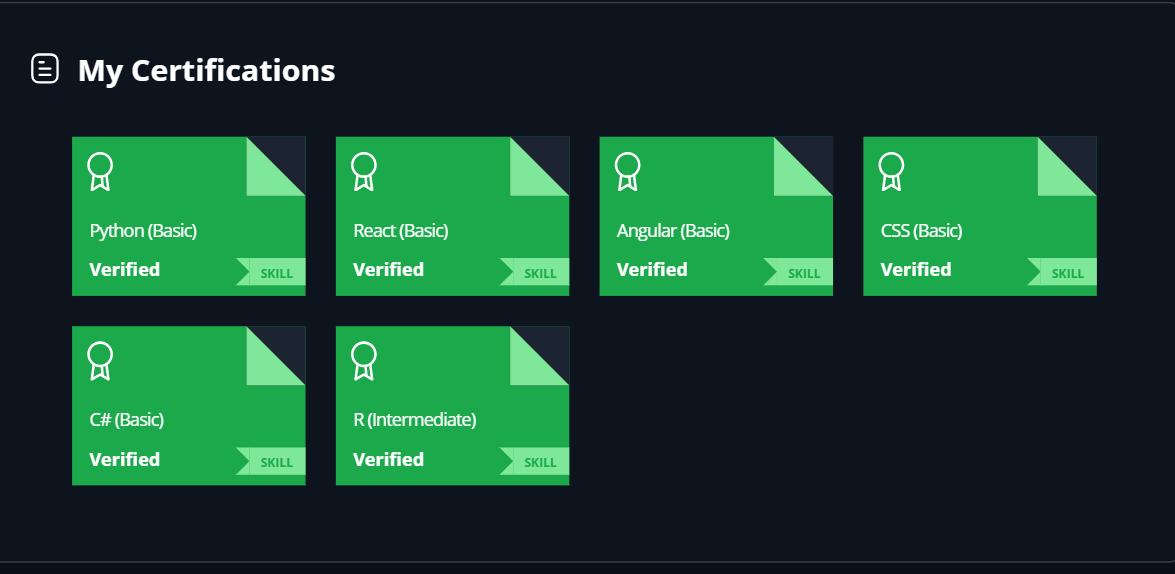 My Certifications
Python (Basic)
Verified
SKILL
React (Basic)
Verified
SKILL
Angular (Basic)
Verified
SKILL
CSS (Basic)
Verified
SKILL
C# (Basic)
Verified
SKILL
R (Intermediate)
Verified
SKILL